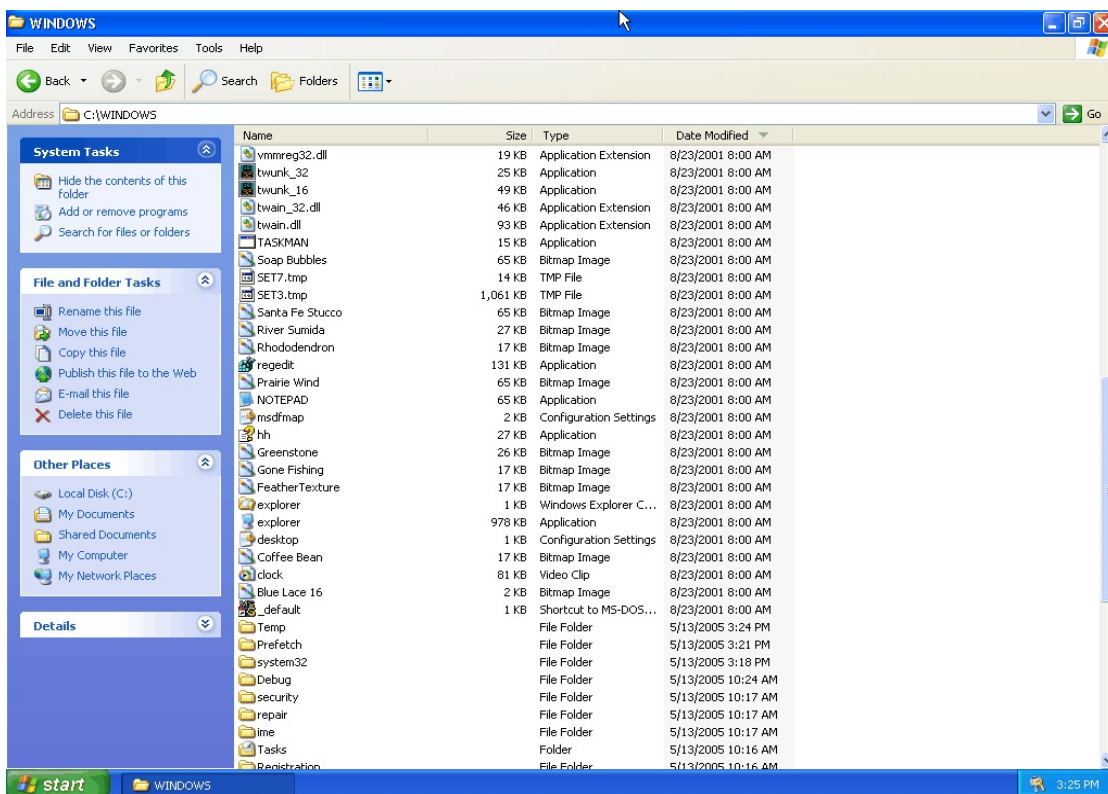 WINDOWS
File Edit View Favorites Tools Help
Back Search Folders
Address C:\WINDOWS Go
System Tasks
Hide the contents of this
folder
Add or remove programs
Search for files or folders
File and Folder Tasks
Rename this file
Move this file
Copy this file
Publish this file to the Web
E-mail this file
Delete this file
Other Places
Local Disk (C:)
My Documents
Shared Documents
My Computer
My Network Places
Details
Name Size Type Date Modified
vmmreg32.dll 19 KB Application Extension 8/23/2001 8:00 AM
twunk_32 25 KB Application 8/23/2001 8:00 AM
twunk_16 49 KB Application 8/23/2001 8:00 AM
twain_32.dll 46 KB Application Extension 8/23/2001 8:00 AM
twain.dll 93 KB Application Extension 8/23/2001 8:00 AM
TASKMAN 15 KB Application 8/23/2001 8:00 AM
Soap Bubbles 65 KB Bitmap Image 8/23/2001 8:00 AM
SET7.tmp 14 KB TMP File 8/23/2001 8:00 AM
SET3.tmp 1,061 KB TMP File 8/23/2001 8:00 AM
Santa Fe Stucco 65 KB Bitmap Image 8/23/2001 8:00 AM
River Sumida 27 KB Bitmap Image 8/23/2001 8:00 AM
Rhododendron 17 KB Bitmap Image 8/23/2001 8:00 AM
regedit 131 KB Application 8/23/2001 8:00 AM
Prairie Wind 65 KB Bitmap Image 8/23/2001 8:00 AM
NOTEPAD 65 KB Application 8/23/2001 8:00 AM
msdfmap 2 KB Configuration Settings 8/23/2001 8:00 AM
hh 27 KB Application 8/23/2001 8:00 AM
Greenstone 26 KB Bitmap Image 8/23/2001 8:00 AM
Gone Fishing 17 KB Bitmap Image 8/23/2001 8:00 AM
FeatherTexture 17 KB Bitmap Image 8/23/2001 8:00 AM
explorer 1 KB Windows Explorer C... 8/23/2001 8:00 AM
explorer 978 KB Application 8/23/2001 8:00 AM
desktop 1 KB Configuration Settings 8/23/2001 8:00 AM
Coffee Bean 17 KB Bitmap Image 8/23/2001 8:00 AM
clock 81 KB Video Clip 8/23/2001 8:00 AM
Blue Lace 16 2 KB Bitmap Image 8/23/2001 8:00 AM
_default 1 KB Shortcut to MS-DOS... 8/23/2001 8:00 AM
Temp File Folder 5/13/2005 3:24 PM
Prefetch File Folder 5/13/2005 3:21 PM
system32 File Folder 5/13/2005 3:18 PM
Debug File Folder 5/13/2005 10:24 AM
security File Folder 5/13/2005 10:17 AM
repair File Folder 5/13/2005 10:17 AM
ime File Folder 5/13/2005 10:17 AM
Tasks Folder 5/13/2005 10:16 AM
Registration File Folder 5/13/2005 10:16 AM
start WINDOWS 3:25 PM